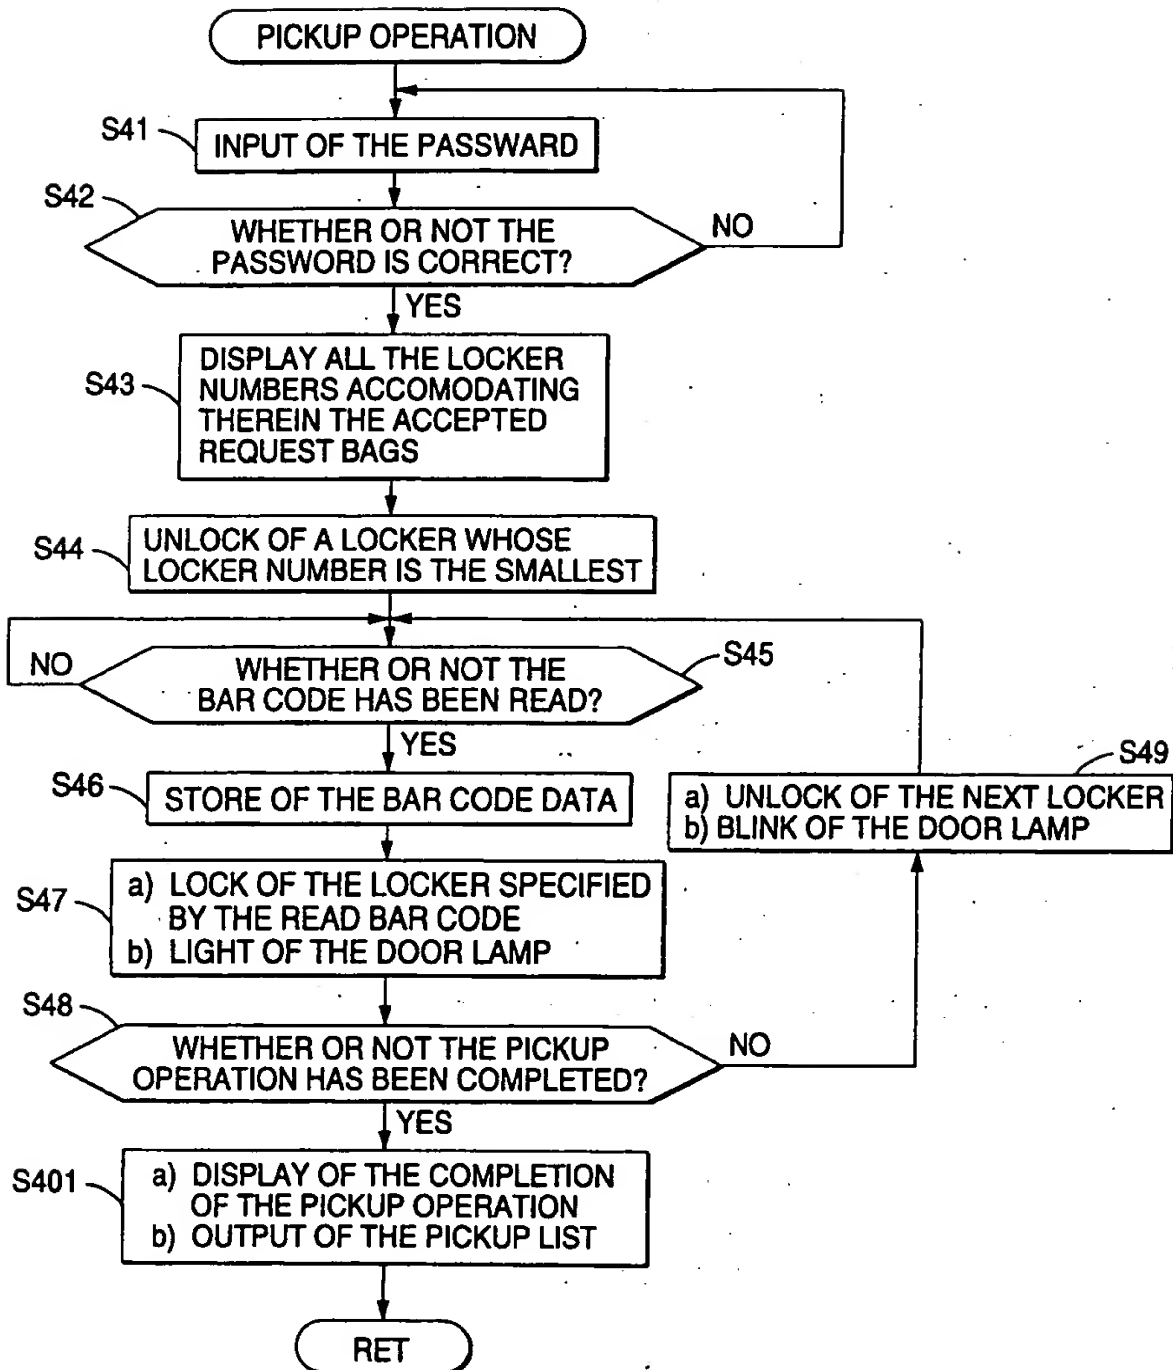 PICKUP OPERATION
S41
INPUT OF THE PASSWARD
S42
WHETHER OR NOT THE
PASSWORD IS CORRECT?
NO
YES
S43
DISPLAY ALL THE LOCKER
NUMBERS ACCOMODATING
THEREIN THE ACCEPTED
REQUEST BAGS
S44
UNLOCK OF A LOCKER WHOSE
LOCKER NUMBER IS THE SMALLEST
NO
WHETHER OR NOT THE
BAR CODE HAS BEEN READ?
S45
YES
S46
STORE OF THE BAR CODE DATA
S49
a) UNLOCK OF THE NEXT LOCKER
b) BLINK OF THE DOOR LAMP
S47
a) LOCK OF THE LOCKER SPECIFIED
BY THE READ BAR CODE
b) LIGHT OF THE DOOR LAMP
S48
WHETHER OR NOT THE PICKUP
OPERATION HAS BEEN COMPLETED?
NO
YES
S401
a) DISPLAY OF THE COMPLETION
OF THE PICKUP OPERATION
b) OUTPUT OF THE PICKUP LIST
RET